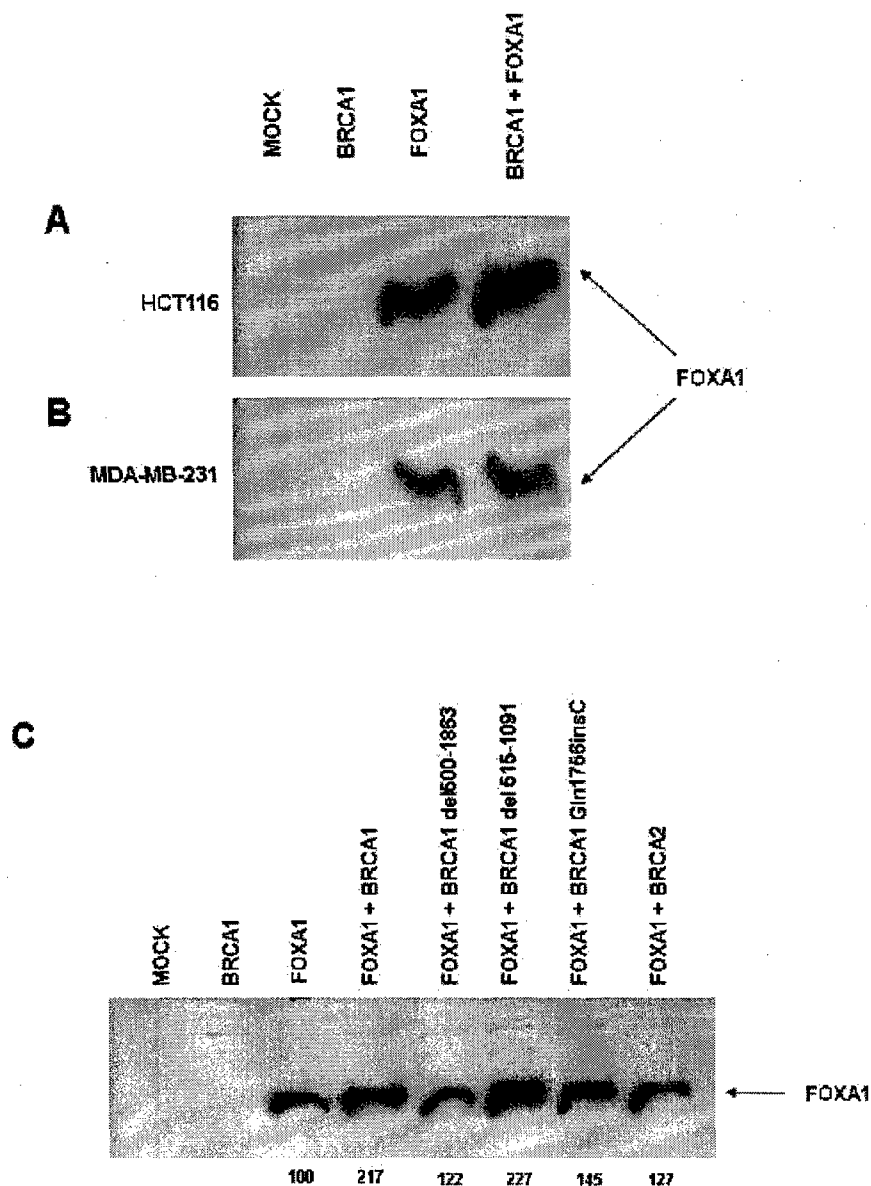 MOCK
BRCA1
FOXA1
BRCA1 + FOXA1
A
HCT116
FOXA1
B
MDA-MB-231
C
MOCK
BRCA1
FOXA1
FOXA1 + BRCA1
FOXA1 + BRCA1 del500-1863
FOXA1 + BRCA1 del 515-1091
FOXA1 + BRCA1 Gln1756insC
FOXA1 + BRCA2
FOXA1
100 217 122 227 145 127